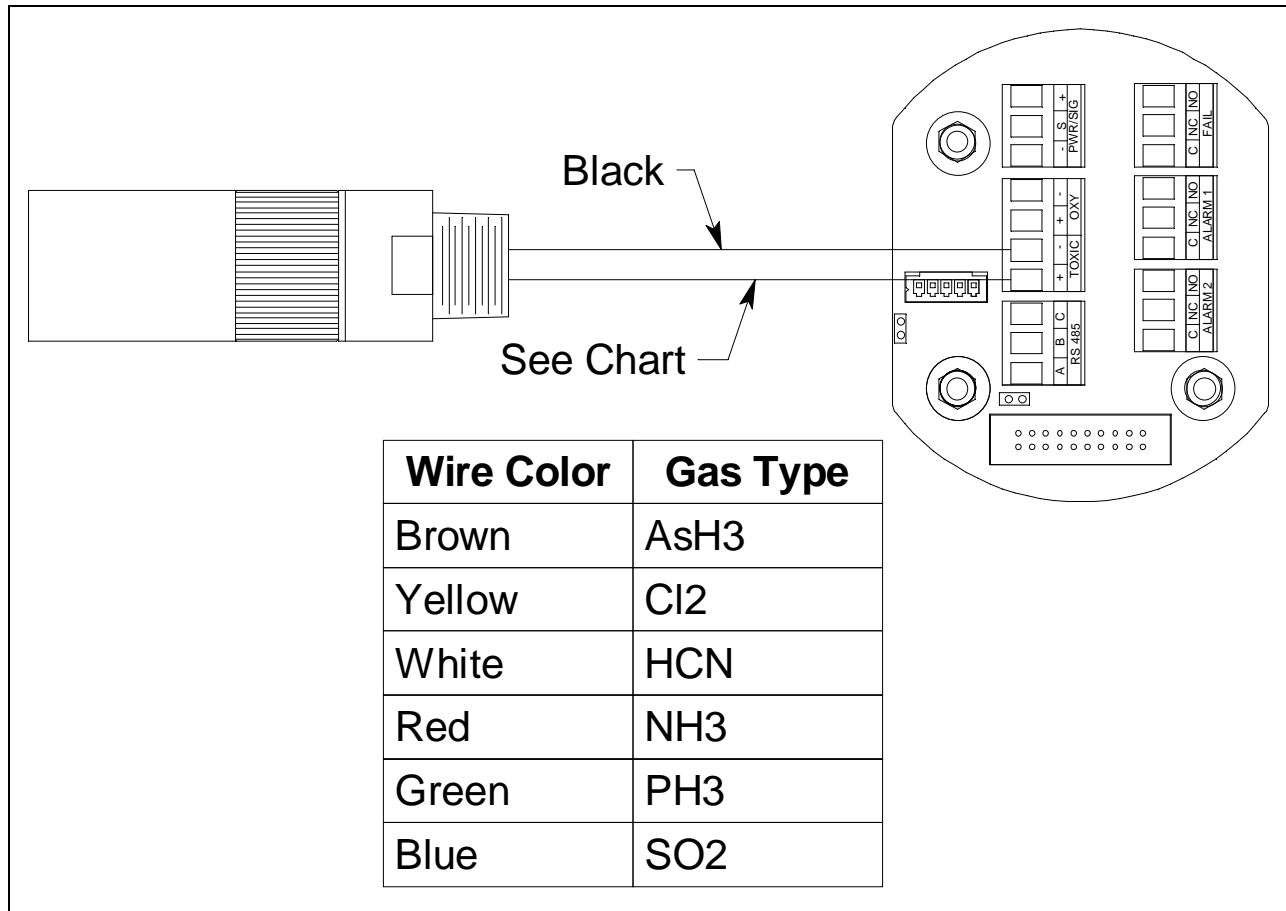 Black
See Chart
- S +
PWR/SIG
+ - + -
TOXIC OXY
A B C
RS 485
C NC NO
FAIL
C NC NO
ALARM 1
C NC NO
ALARM 2
Wire Color Gas Type
Brown AsH3
Yellow Cl2
White HCN
Red NH3
Green PH3
Blue SO2